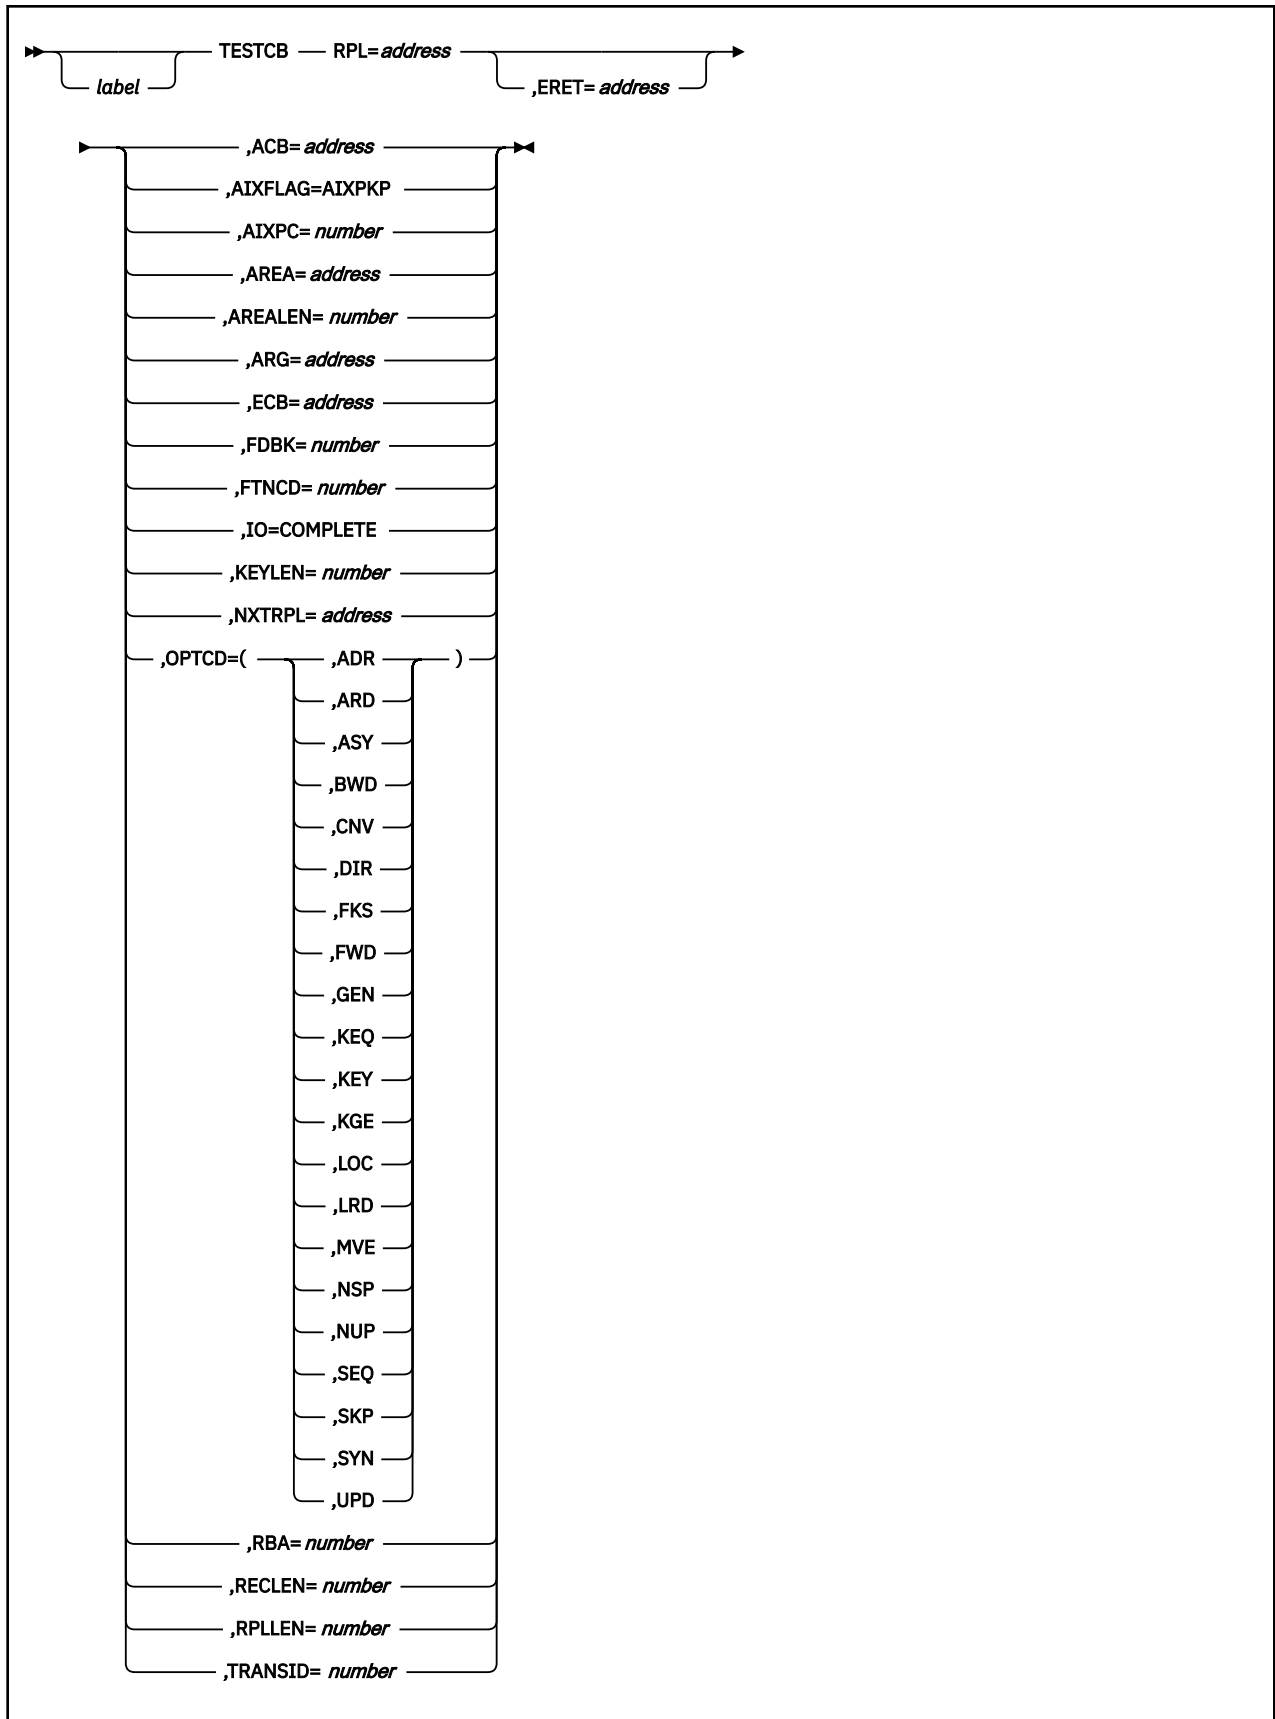 TESTCB RPL= address
label ,ERET= address
,ACB= address
,AIXFLAG=AIXPKP
,AIXPC= number
,AREA= address
,AREALEN= number
,ARG= address
,ECB= address
,FDBK= number
,FTNCD= number
,IO=COMPLETE
,KEYLEN= number
,NXTRPL= address
,OPTCD=( ,ADR )
,ARD
,ASY
,BWD
,CNV
,DIR
,FKS
,FWD
,GEN
,KEQ
,KEY
,KGE
,LOC
,LRD
,MVE
,NSP
,NUP
,SEQ
,SKP
,SYN
,UPD
,RBA= number
,RECLEN= number
,RPLLEN= number
,TRANSID= number